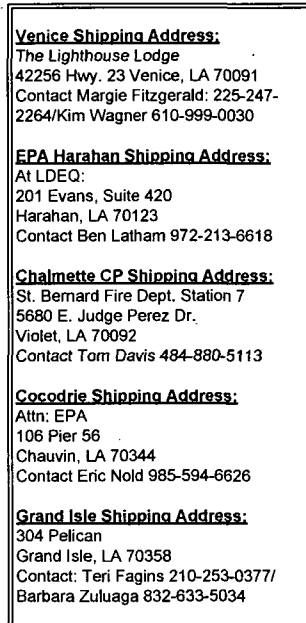 Venice Shipping Address:
The Lighthouse Lodge
42256 Hwy. 23 Venice, LA 70091
Contact Margie Fitzgerald: 225-247-
2264/Kim Wagner 610-999-0030
EPA Harahan Shipping Address:
At LDEQ:
201 Evans, Suite 420
Harahan, LA 70123
Contact Ben Latham 972-213-6618
Chalmette CP Shipping Address:
St. Bernard Fire Dept. Station 7
5680 E. Judge Perez Dr.
Violet, LA 70092
Contact Tom Davis 484-880-5113
Cocodrie Shipping Address:
Attn: EPA
106 Pier 56
Chauvin, LA 70344
Contact Eric Nold 985-594-6626
Grand Isle Shipping Address:
304 Pelican
Grand Isle, LA 70358
Contact: Teri Fagins 210-253-0377/
Barbara Zuluaga 832-633-5034